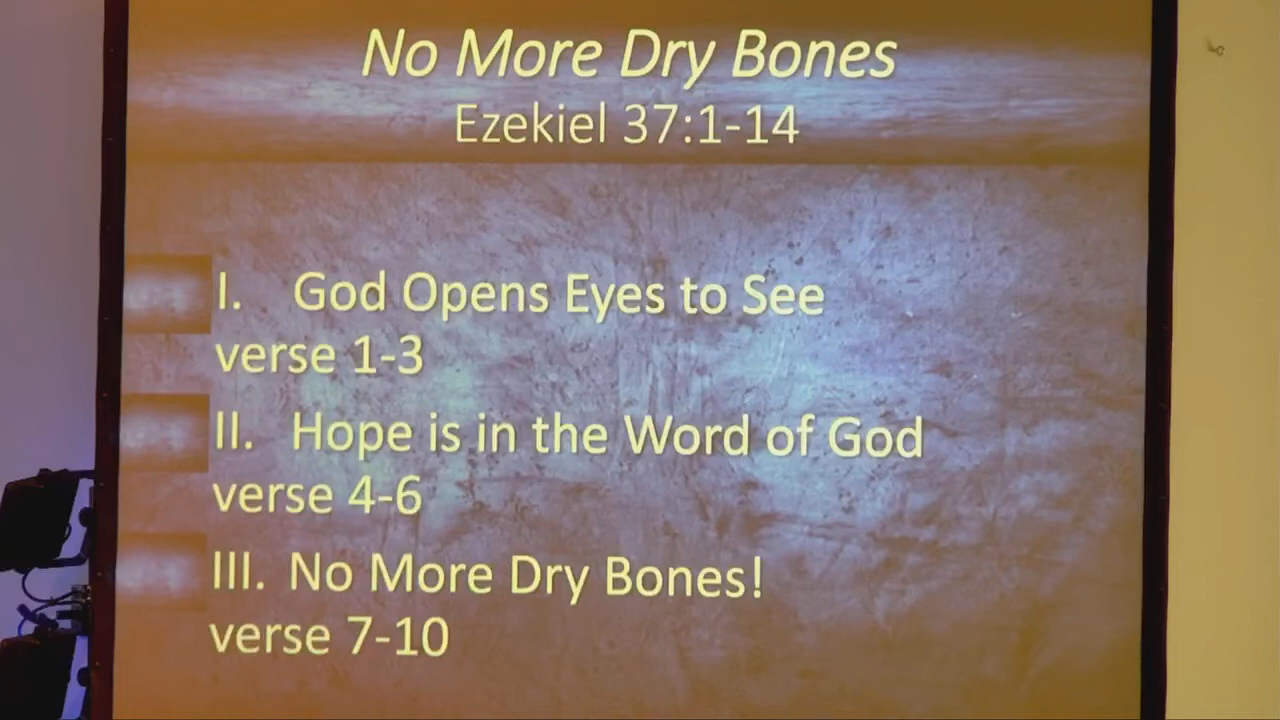 No More Dry Bones
Ezekiel 37:1-14
I. God Opens Eyes to See
verse 1-3
II. Hope is in the Word of God
verse 4-6
III. No More Dry Bones!
verse 7-10